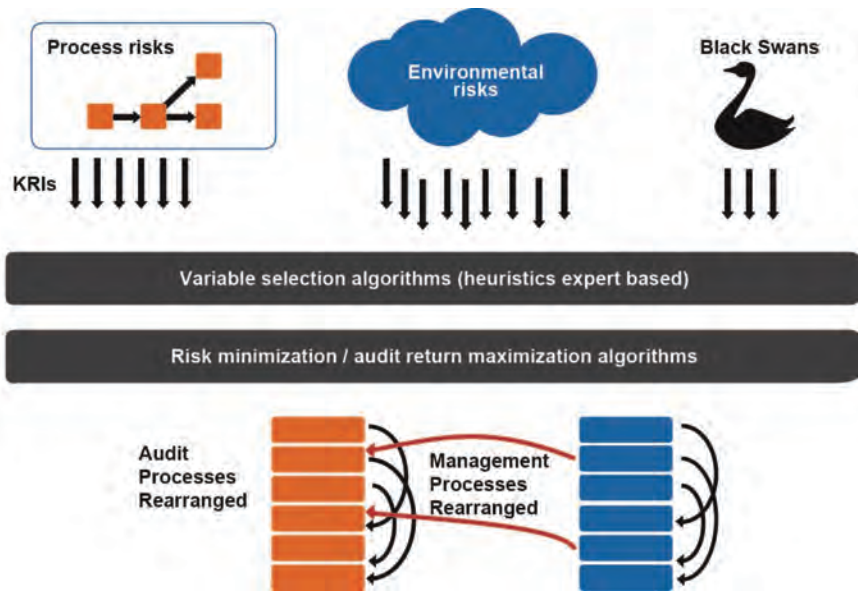 Process risks
Environmental
risks
Black Swans
KRIs
Variable selection algorithms (heuristics expert based)
Risk minimization / audit return maximization algorithms
Audit
Processes
Rearranged
Management
Processes
Rearranged